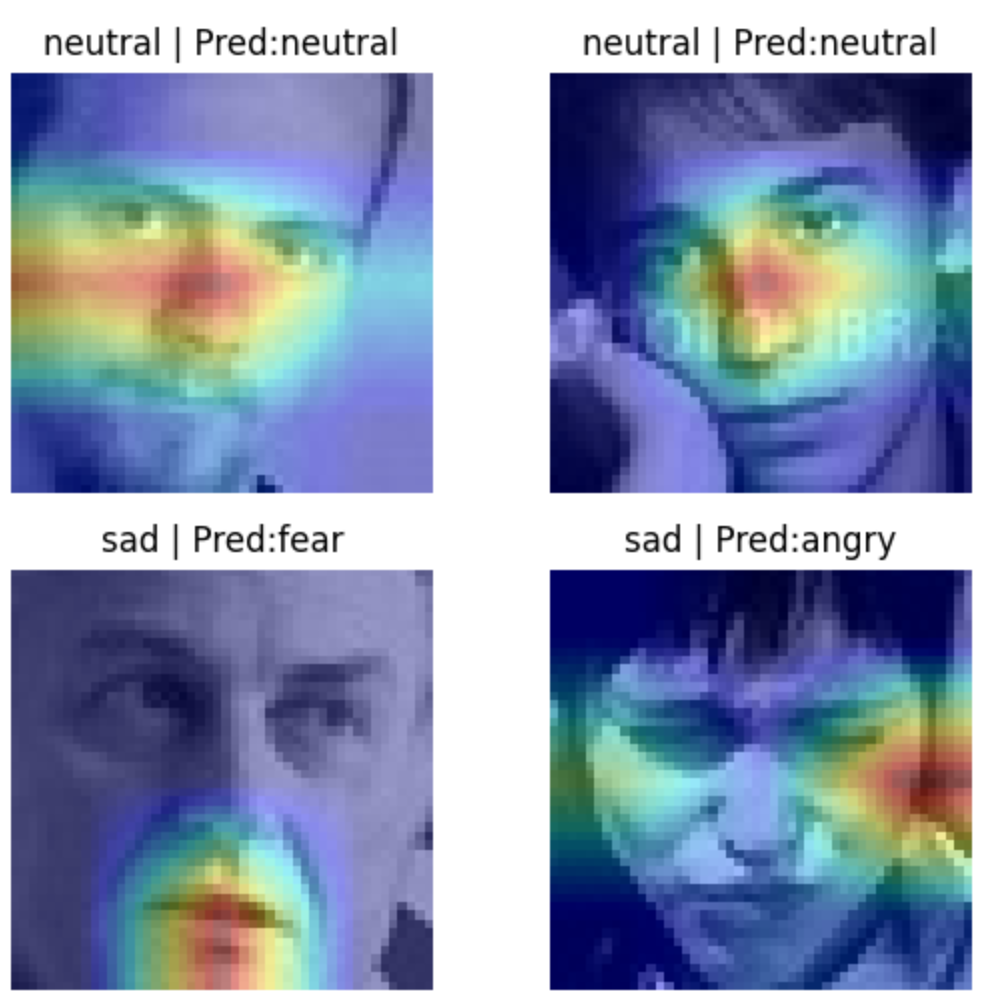 neutral | Pred:neutral
neutral | Pred:neutral
sad | Pred:fear
sad | Pred:angry